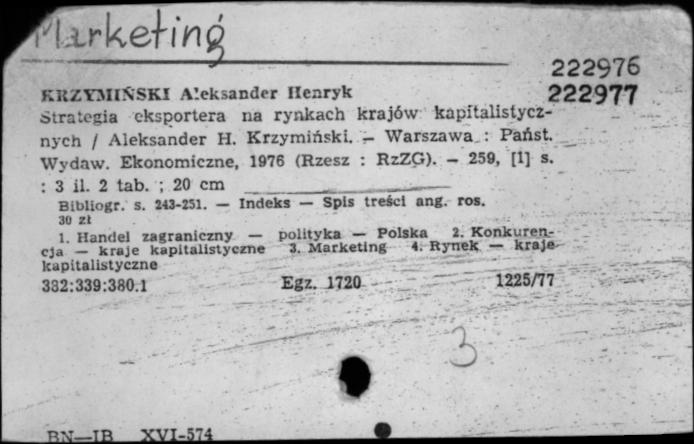 Marketing
222976
KRZYMIŃSKI Aleksander Henryk 222977
Strategia eksportera na rynkach krajów kapitalistycz-
nych / Aleksander H. Krzymiński. — Warszawa : Państ.
Wydaw. Ekonomiczne, 1976 (Rzesz : RzZG). — 259, [1] s.
: 3 il. 2 tab. ; 20 cm
Bibliogr. s. 243-251. — Indeks — Spis treści ang. ros.
30 zł
1. Handel zagraniczny — polityka — Polska 2. Konkuren-
cja — kraje kapitalistyczne 3. Marketing 4. Rynek — kraje
kapitalistyczne
382:339:380.1 Egz. 1720 1225/77
3
BN—IB XVI-574